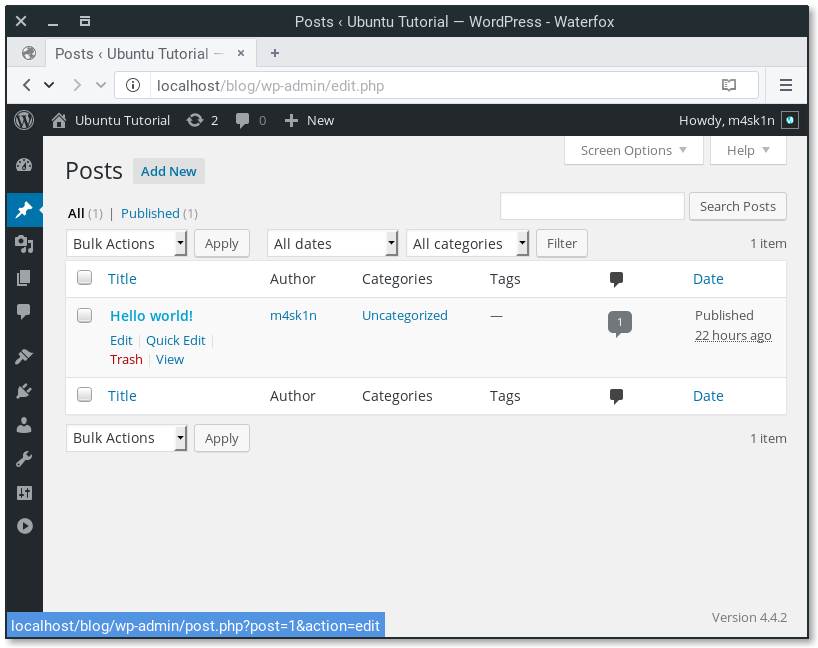 Posts ‹ Ubuntu Tutorial — WordPress - Waterfox
Posts ‹ Ubuntu Tutorial —
localhost/blog/wp-admin/edit.php
Ubuntu Tutorial 2 0 New Howdy, m4sk1n
Screen Options Help
Posts Add New
All (1) | Published (1)
Search Posts
Bulk Actions Apply All dates All categories Filter 1 item
Title Author Categories Tags Date
Hello world! m4sk1n Uncategorized — 1 Published
22 hours ago
Edit | Quick Edit |
Trash | View
Title Author Categories Tags Date
Bulk Actions Apply 1 item
Version 4.4.2
localhost/blog/wp-admin/post.php?post=1&action=edit